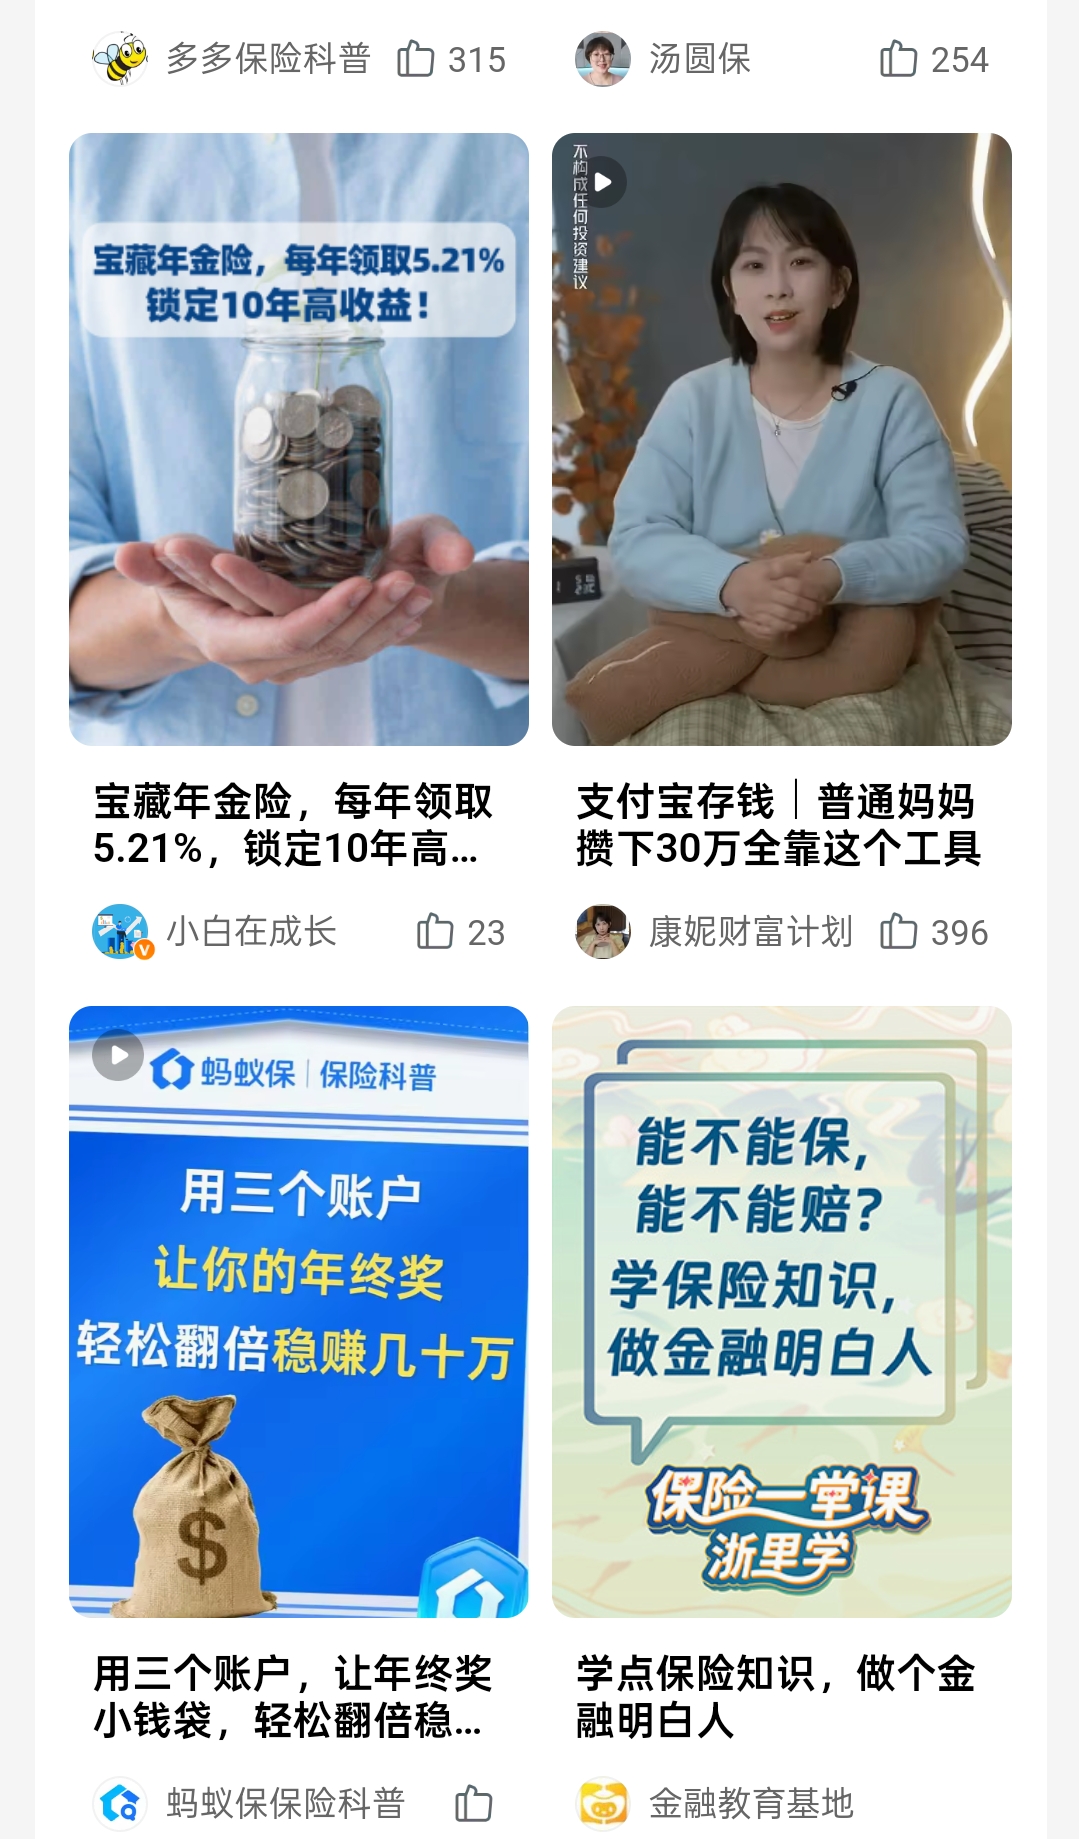 多多保险科普 315
汤圆保 254
宝藏年金险，每年领取5.21%
锁定10年高收益！
不构成任何投资建议
宝藏年金险，每年领取
5.21%，锁定10年高...
小白在成长 23
支付宝存钱｜普通妈妈
攒下30万全靠这个工具
康妮财富计划 396
蚂蚁保｜保险科普
用三个账户
让你的年终奖
轻松翻倍稳赚几十万
$
能不能保，
能不能赔？
学保险知识，
做金融明白人
保险一堂课
浙里学
用三个账户，让年终奖
小钱袋，轻松翻倍稳...
蚂蚁保保险科普
学点保险知识，做个金
融明白人
金融教育基地